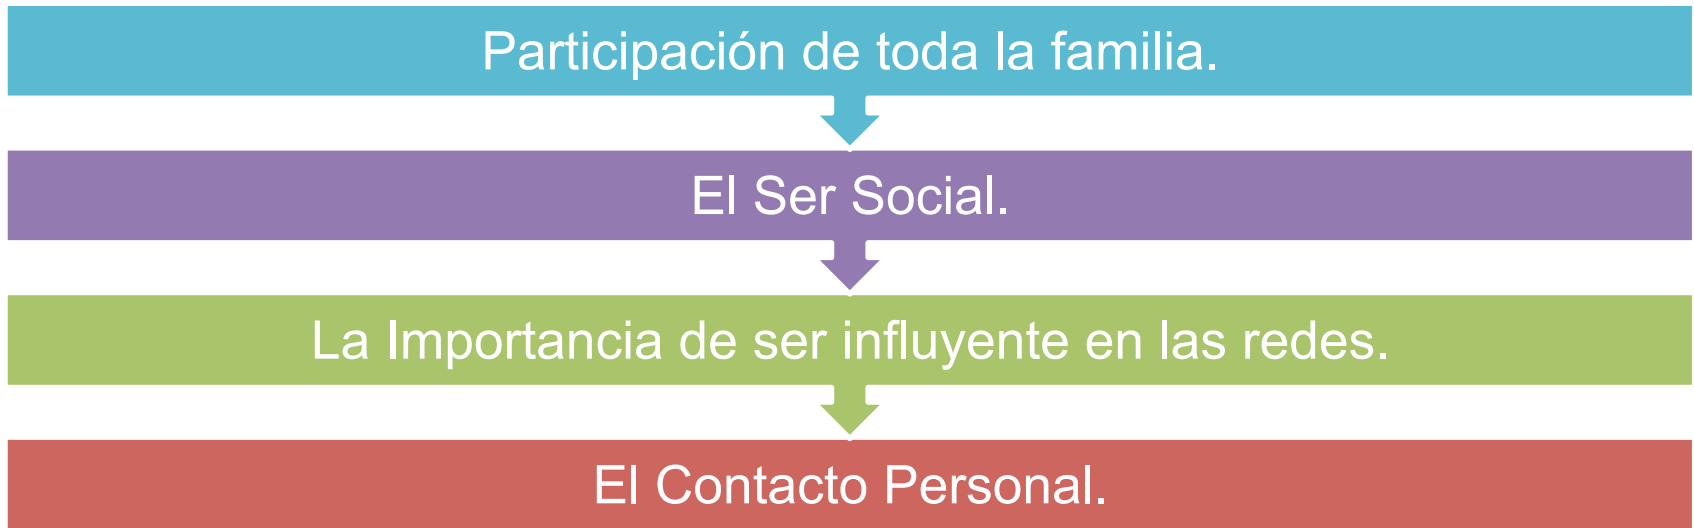 Participación de toda la familia.
El Ser Social.
La Importancia de ser influyente en las redes.
El Contacto Personal.